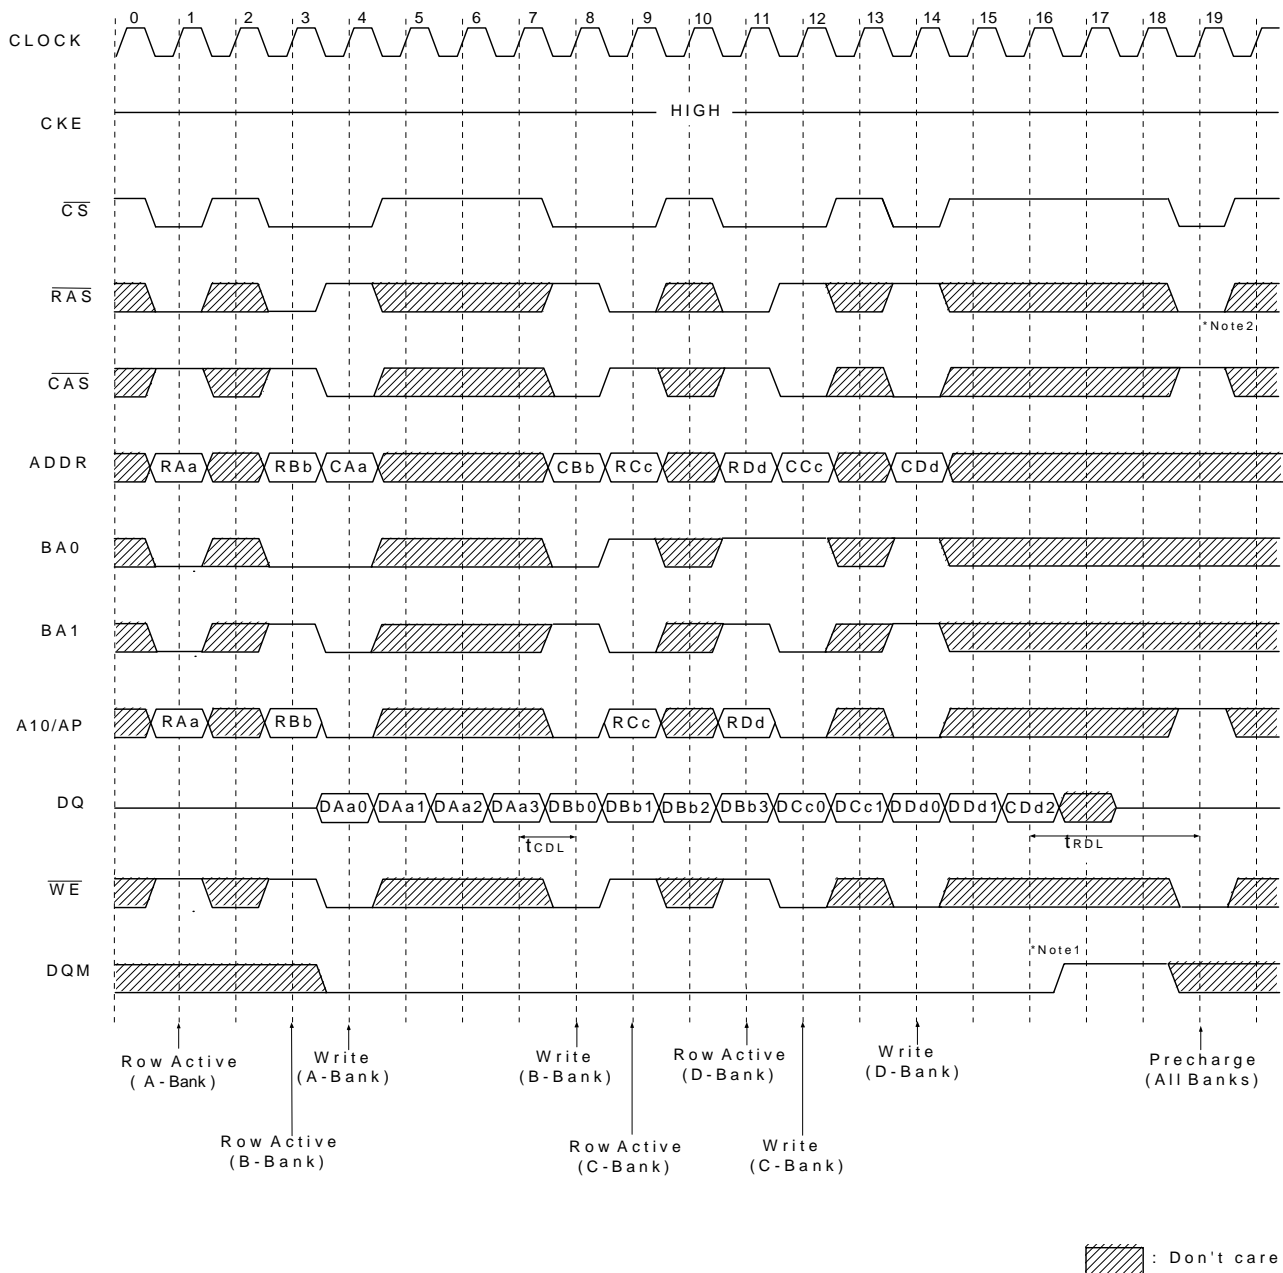 0 1 2 3 4 5 6 7 8 9 10 11 12 13 14 15 16 17 18 19
CLOCK
CKE HIGH
CS
RAS
*Note2
CAS
ADDR RAa RBb CAa CBb RCc RDd CCc CDd
BA0
BA1
A10/AP RAa RBb RCc RDd
DQ DAa0 DAa1 DAa2 DAa3 DBb0 DBb1 DBb2 DBb3 DCc0 DCc1 DDd0 DDd1 CDd2
tCDL tRDL
WE
*Note1
DQM
Row Active
(A-Bank)
Write
(A-Bank)
Write
(B-Bank)
Row Active
(D-Bank)
Write
(D-Bank)
Precharge
(All Banks)
Row Active
(B-Bank)
Row Active
(C-Bank)
Write
(C-Bank)
: Don't care